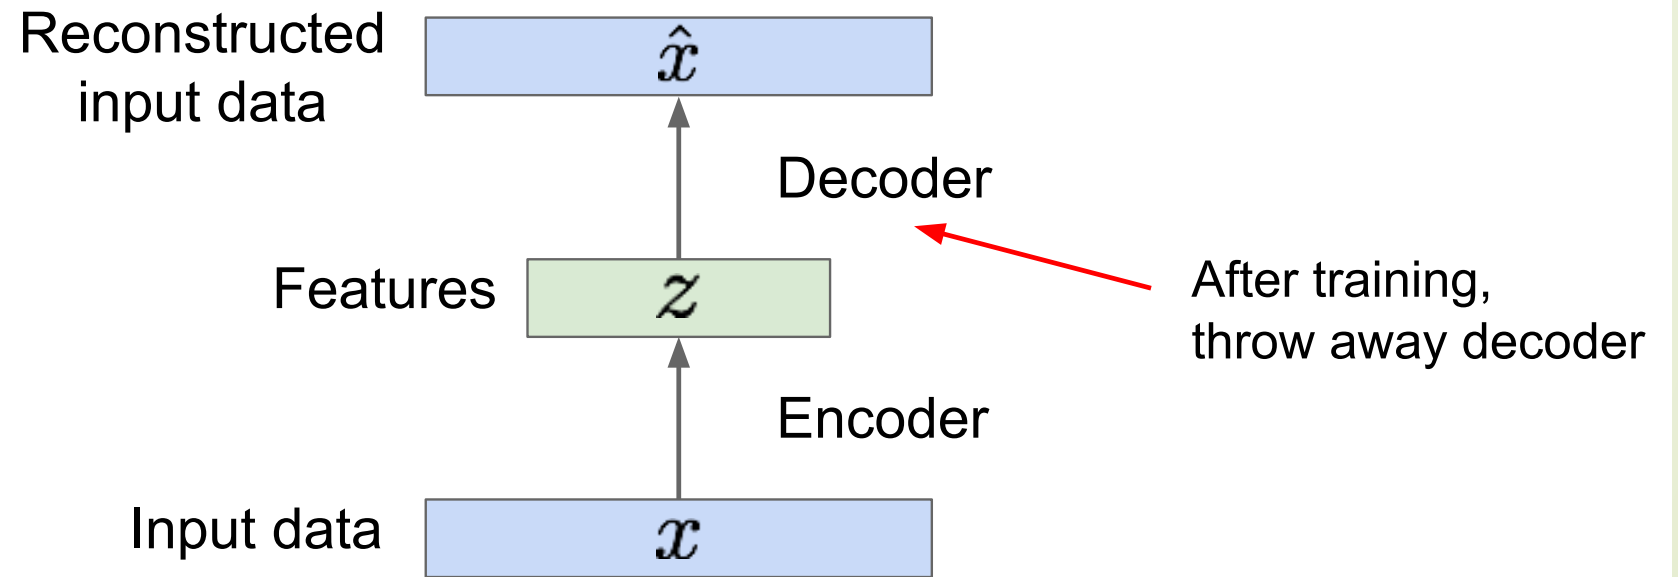 Reconstructed
input data
x̂
Decoder
Features
z
After training,
throw away decoder
Encoder
Input data
x